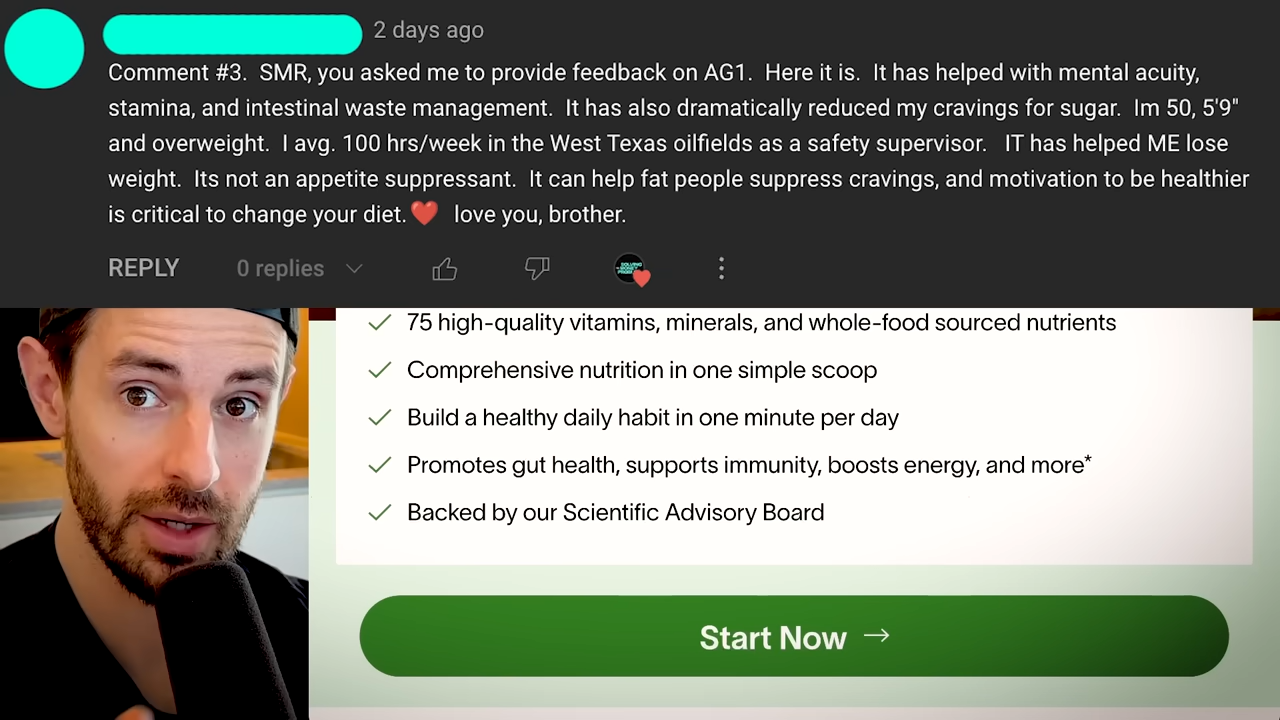 2 days ago
Comment #3.  SMR, you asked me to provide feedback on AG1.  Here it is.  It has helped with mental acuity,
stamina, and intestinal waste management.  It has also dramatically reduced my cravings for sugar.  Im 50, 5'9"
and overweight.  I avg. 100 hrs/week in the West Texas oilfields as a safety supervisor.   IT has helped ME lose
weight.  Its not an appetite suppressant.  It can help fat people suppress cravings, and motivation to be healthier
is critical to change your diet.❤️  love you, brother.
REPLY 0 replies
75 high-quality vitamins, minerals, and whole-food sourced nutrients
Comprehensive nutrition in one simple scoop
Build a healthy daily habit in one minute per day
Promotes gut health, supports immunity, boosts energy, and more*
Backed by our Scientific Advisory Board
Start Now →